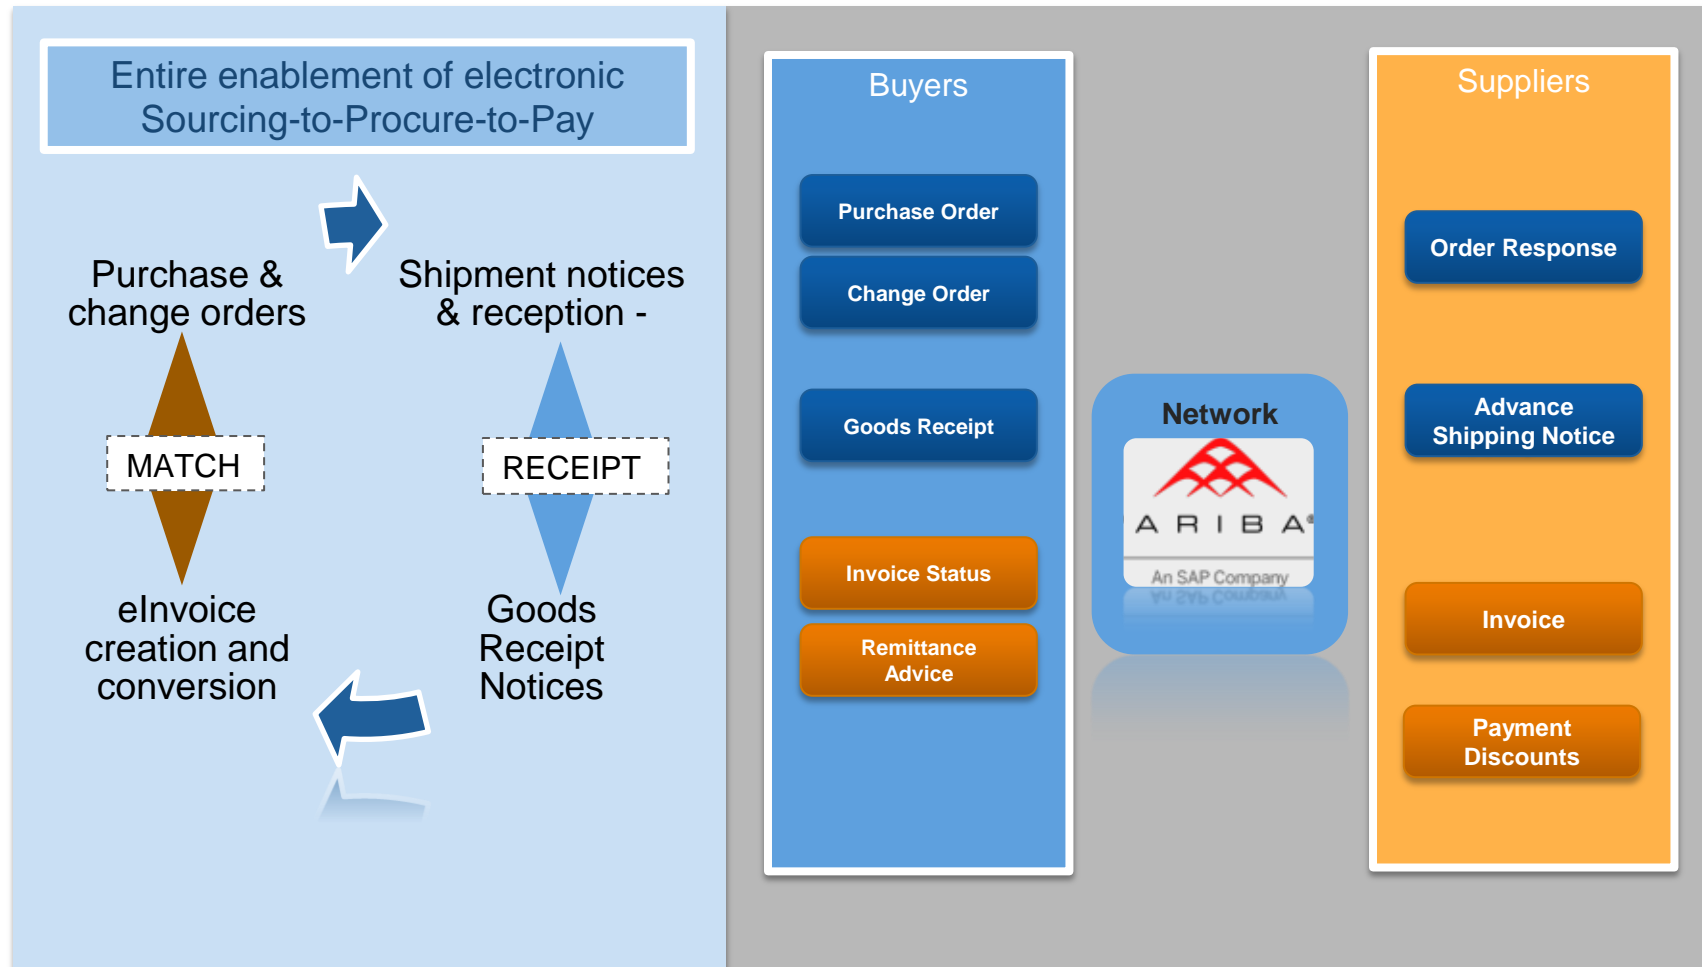 Entire enablement of electronic
Sourcing-to-Procure-to-Pay
Purchase &
change orders
Shipment notices
& reception -
MATCH
RECEIPT
eInvoice
creation and
conversion
Goods
Receipt
Notices
Buyers
Purchase Order
Change Order
Goods Receipt
Invoice Status
Remittance
Advice
Network
ARIBA®
An SAP Company
Suppliers
Order Response
Advance
Shipping Notice
Invoice
Payment
Discounts